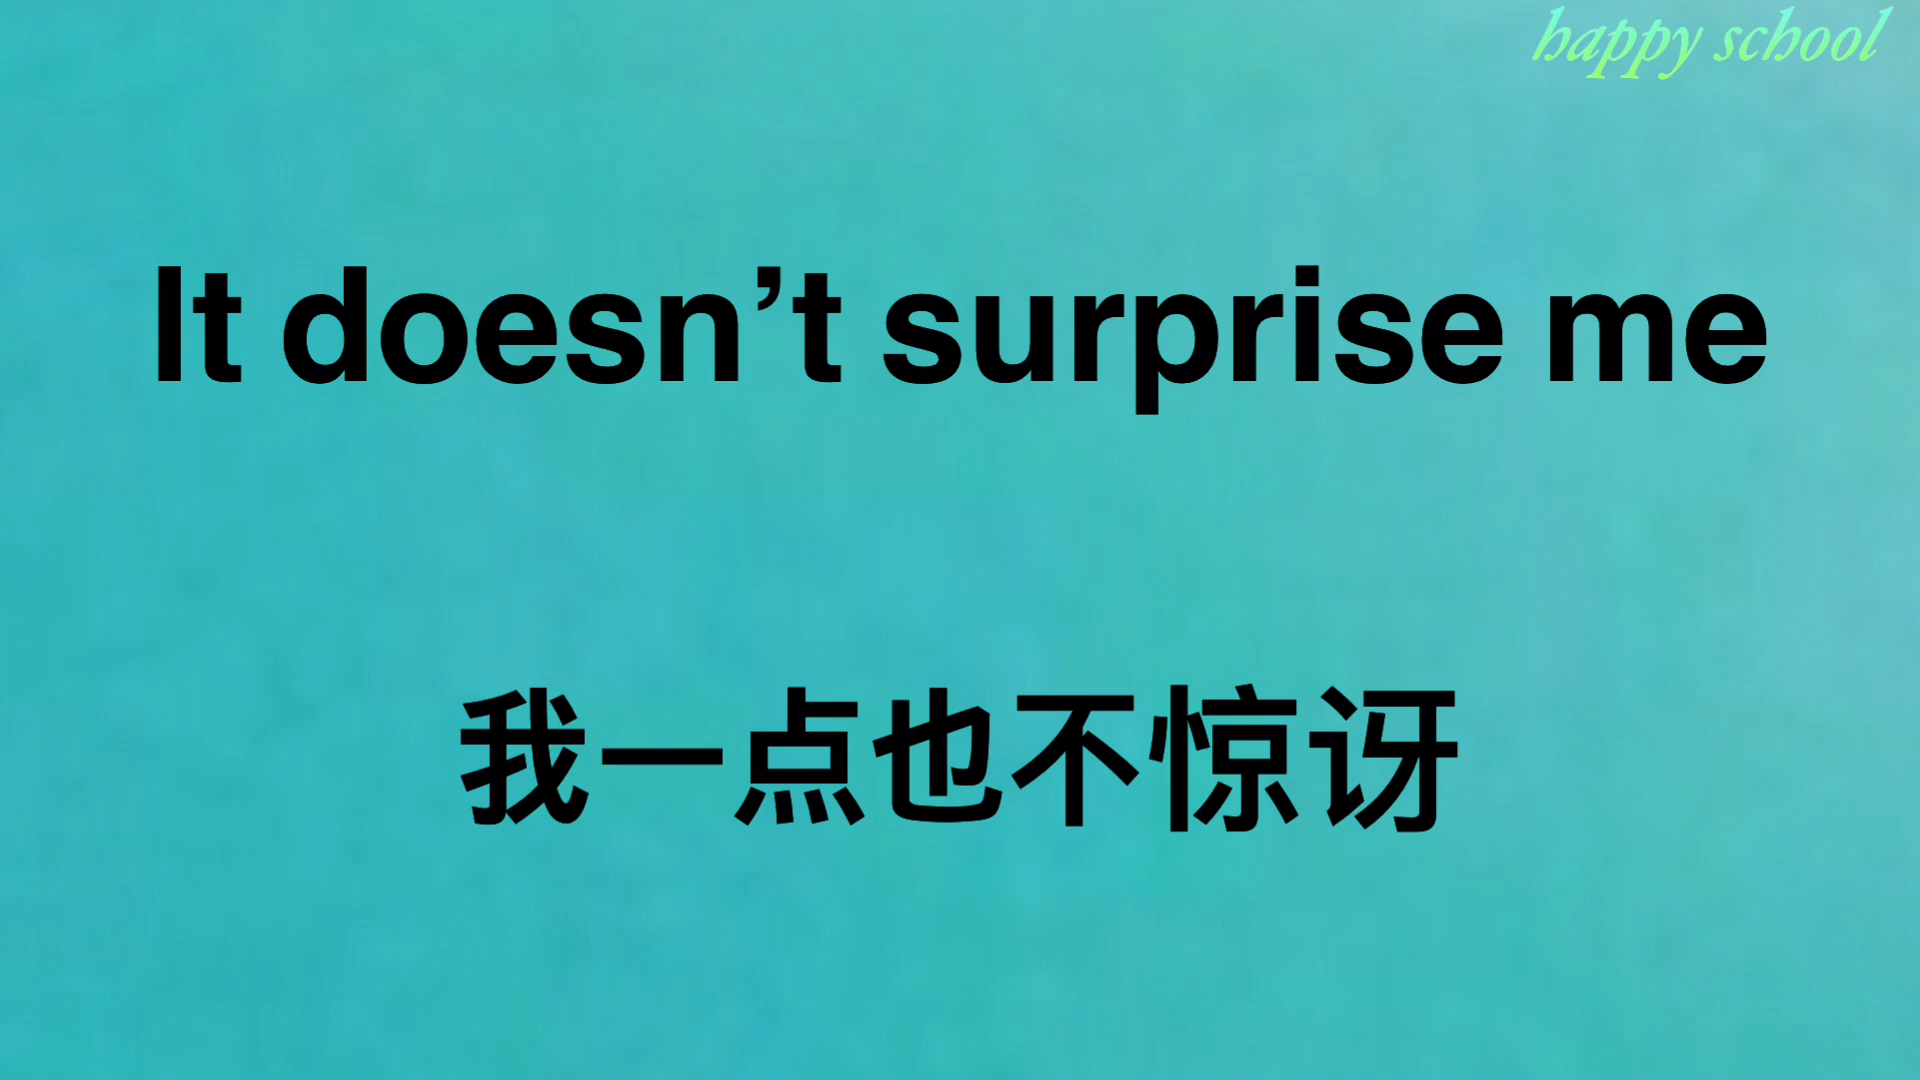 happy school
It doesn’t surprise me
我一点也不惊讶